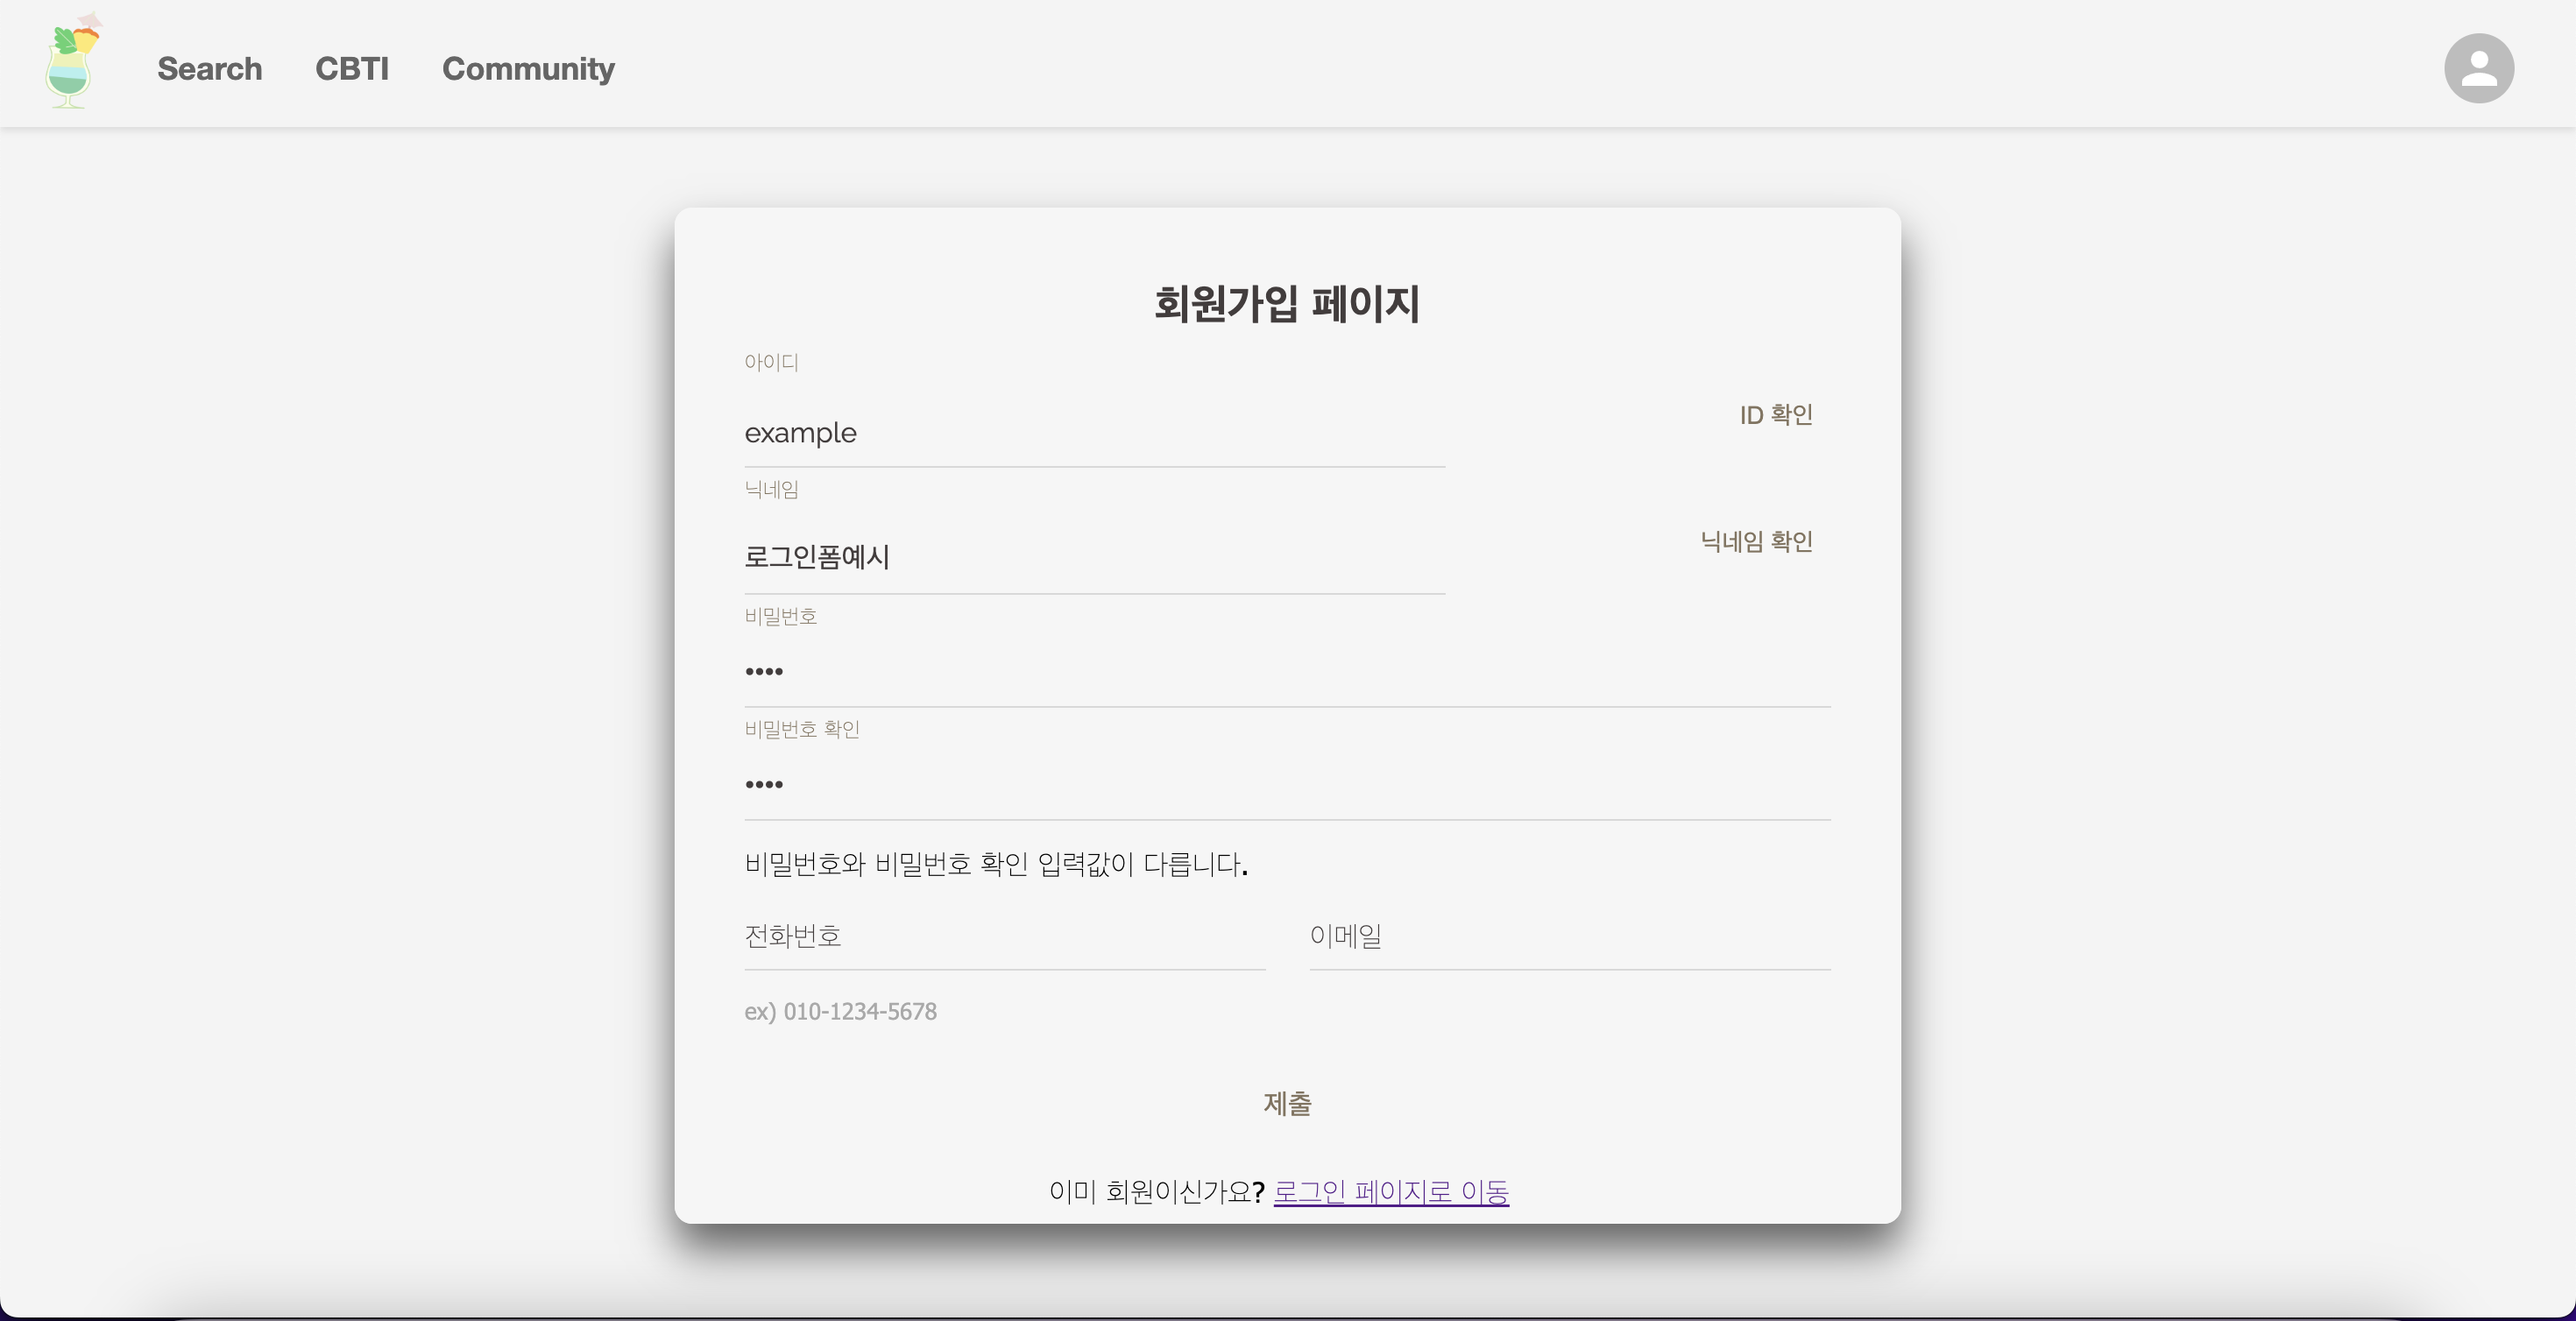 Search CBTI Community
회원가입 페이지
아이디
example
ID 확인
닉네임
로그인폼예시
닉네임 확인
비밀번호
••••
비밀번호 확인
••••
비밀번호와 비밀번호 확인 입력값이 다릅니다.
전화번호 이메일
ex) 010-1234-5678
제출
이미 회원이신가요? 로그인 페이지로 이동